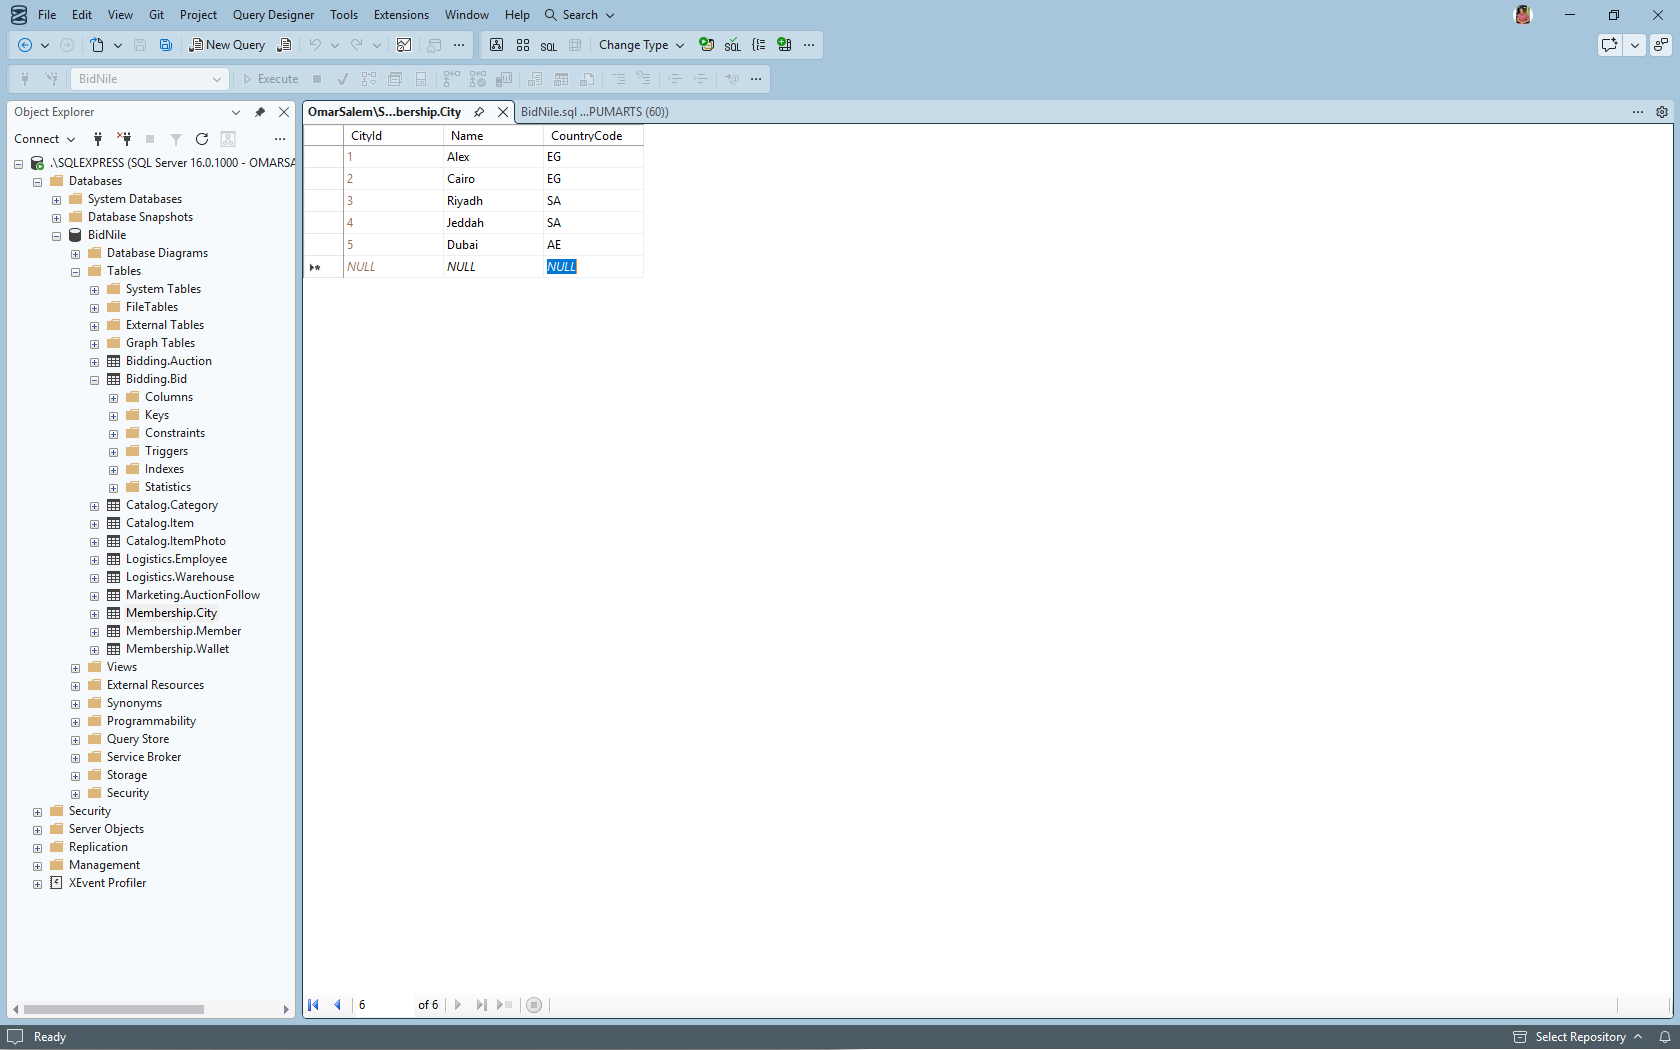 File Edit View Git Project Query Designer Tools Extensions Window Help Search
New Query SQL Change Type SQL
BidNile Execute
Object Explorer
Connect
.\SQLEXPRESS (SQL Server 16.0.1000 - OMARSA
Databases
System Databases
Database Snapshots
BidNile
Database Diagrams
Tables
System Tables
FileTables
External Tables
Graph Tables
Bidding.Auction
Bidding.Bid
Columns
Keys
Constraints
Triggers
Indexes
Statistics
Catalog.Category
Catalog.Item
Catalog.ItemPhoto
Logistics.Employee
Logistics.Warehouse
Marketing.AuctionFollow
Membership.City
Membership.Member
Membership.Wallet
Views
External Resources
Synonyms
Programmability
Query Store
Service Broker
Storage
Security
Security
Server Objects
Replication
Management
XEvent Profiler
OmarSalem\S...bership.City BidNile.sql ...PUMARTS (60))
CityId Name CountryCode
1 Alex EG
2 Cairo EG
3 Riyadh SA
4 Jeddah SA
5 Dubai AE
NULL NULL NULL
6 of 6
Ready Select Repository